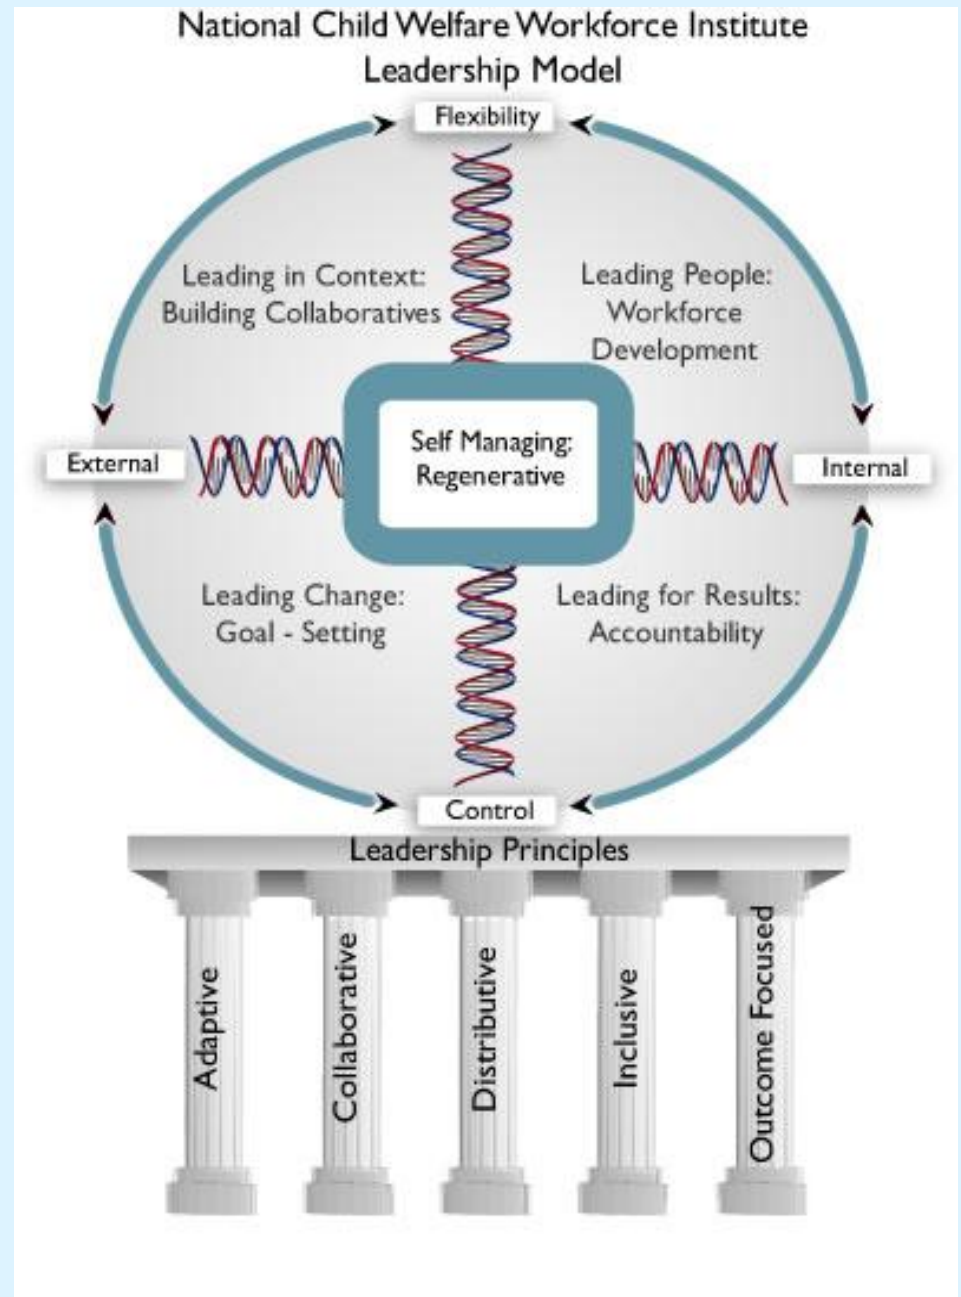 National Child Welfare Workforce Institute
Leadership Model
Flexibility
Leading in Context:
Building Collaboratives
Leading People:
Workforce
Development
External
Self Managing;
Regenerative
Internal
Leading Change:
Goal - Setting
Leading for Results:
Accountability
Control
Leadership Principles
Adaptive
Collaborative
Distributive
Inclusive
Outcome Focused